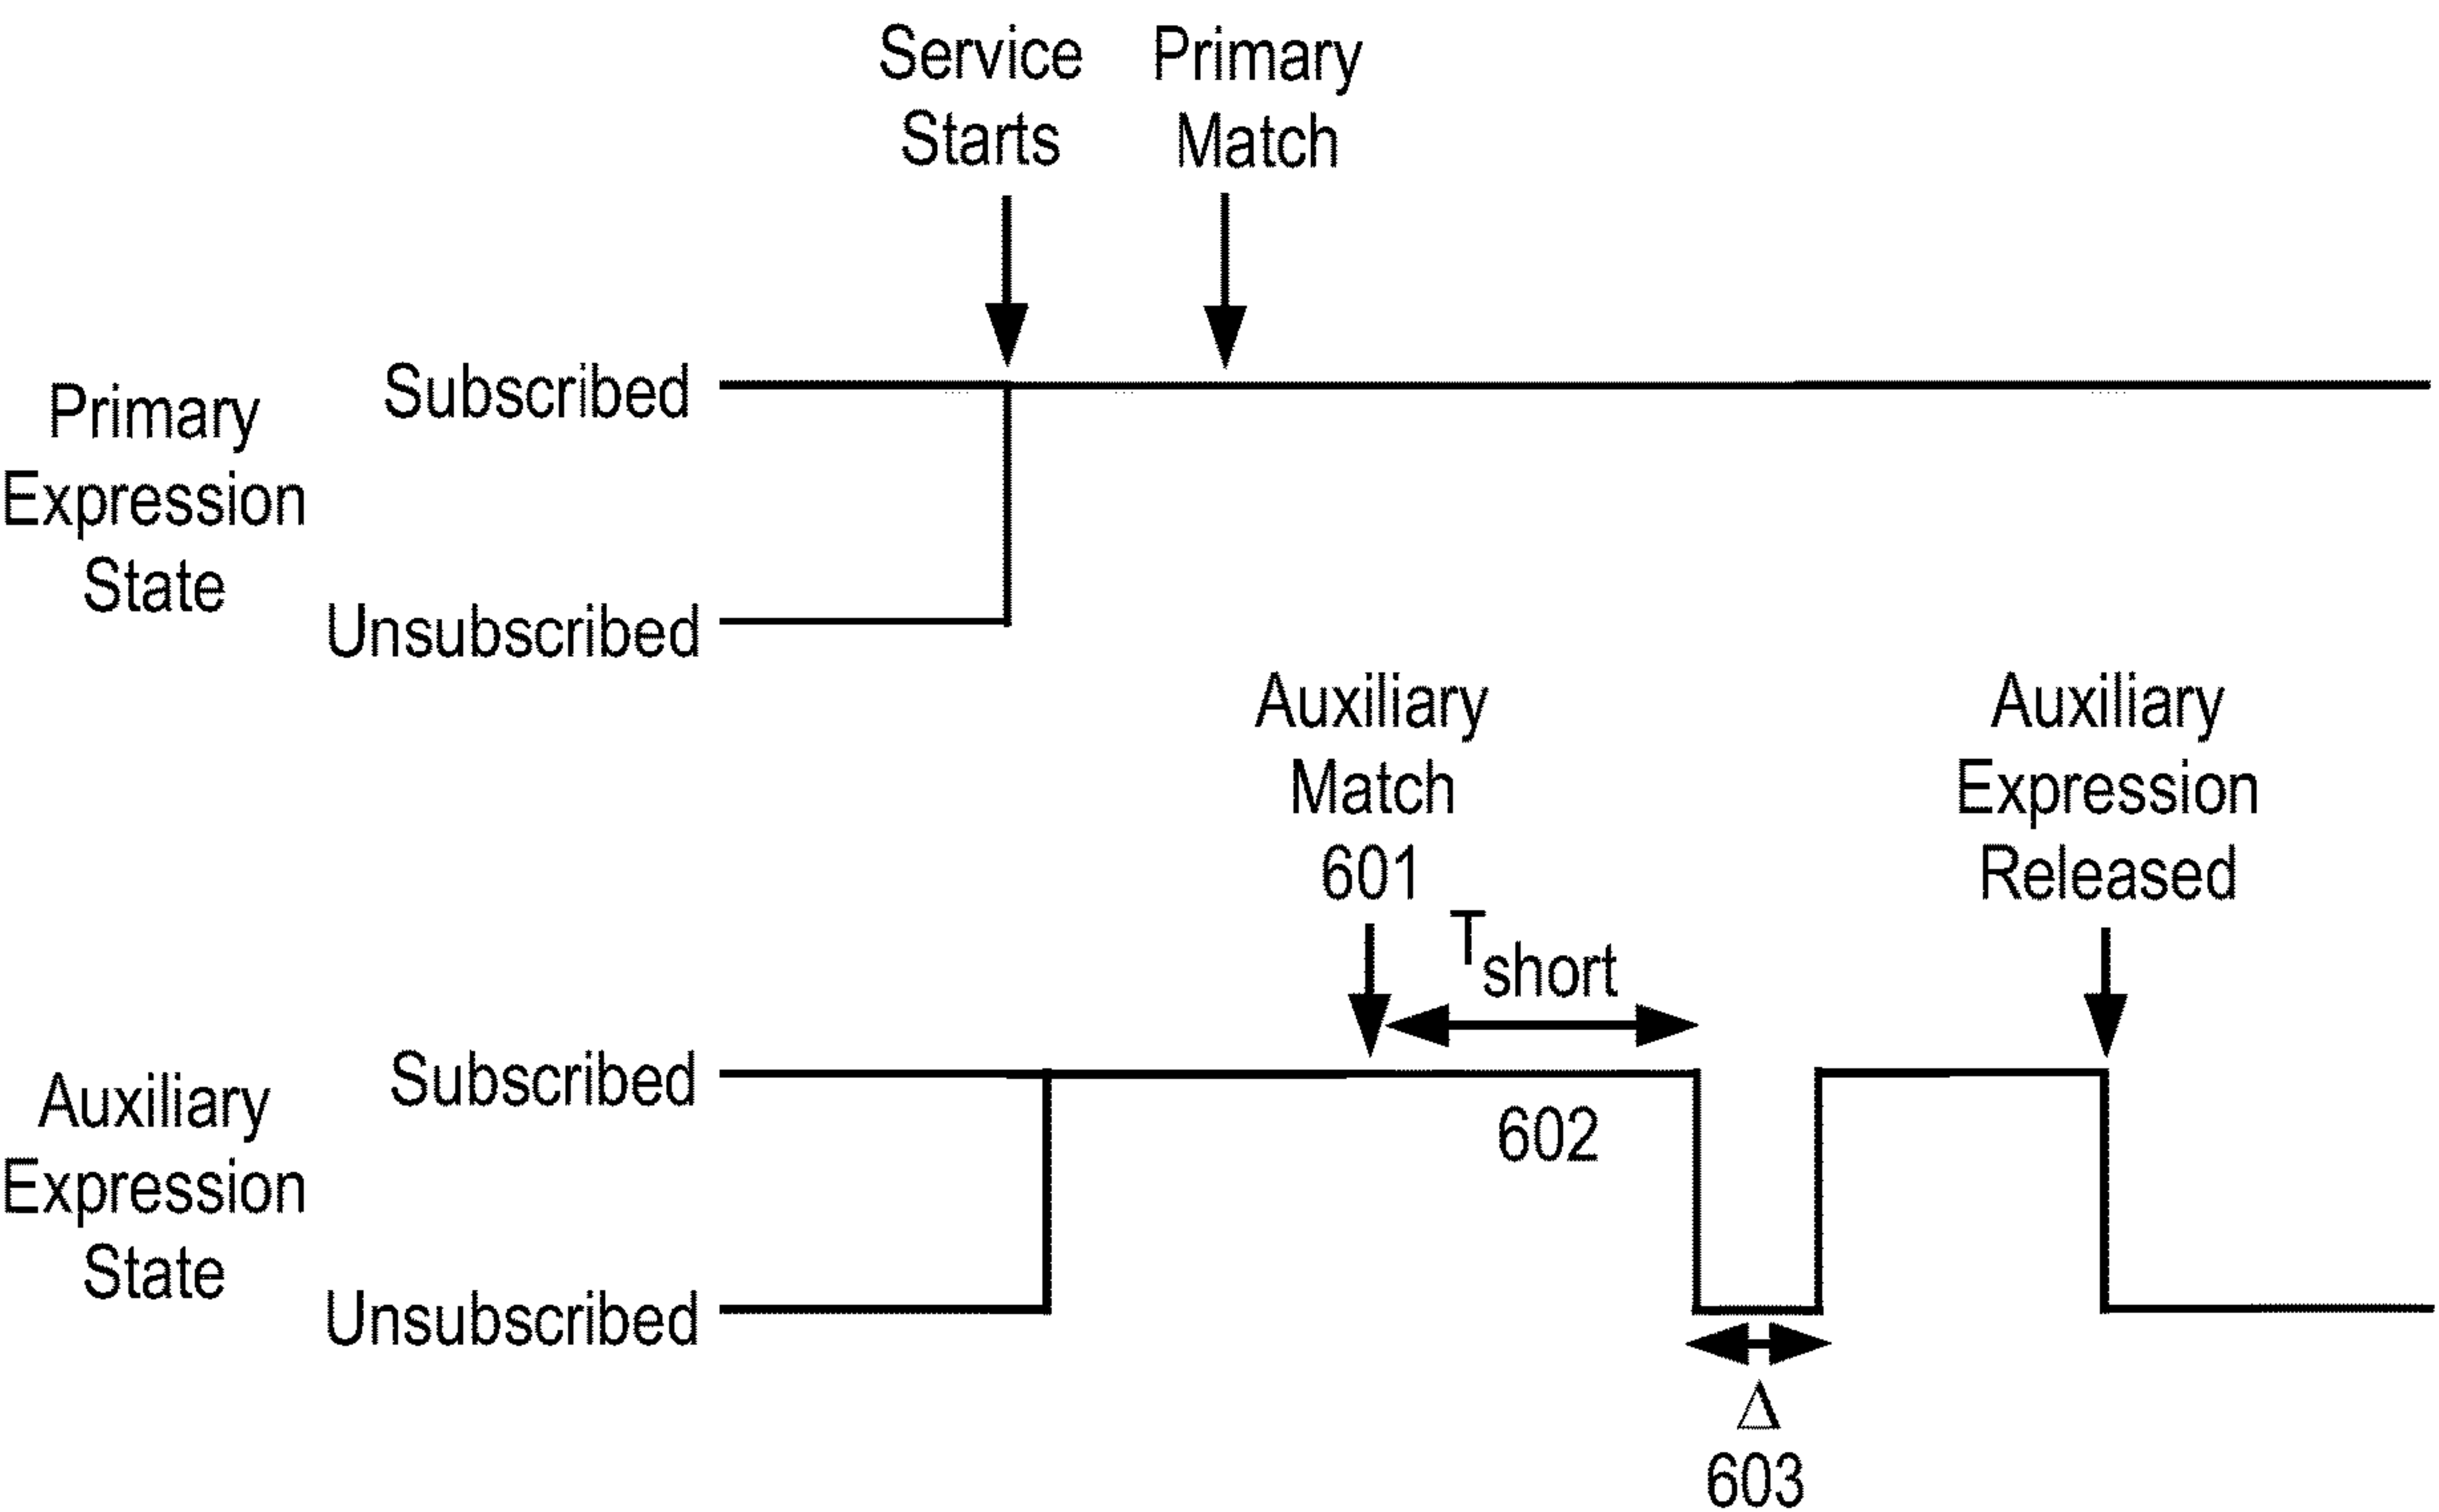 Service
Starts
Primary
Match
Primary
Expression
State
Subscribed
Unsubscribed
Auxiliary
Match
601
Auxiliary
Expression
Released
Tshort
Auxiliary
Expression
State
Subscribed
602
Unsubscribed
Δ
603